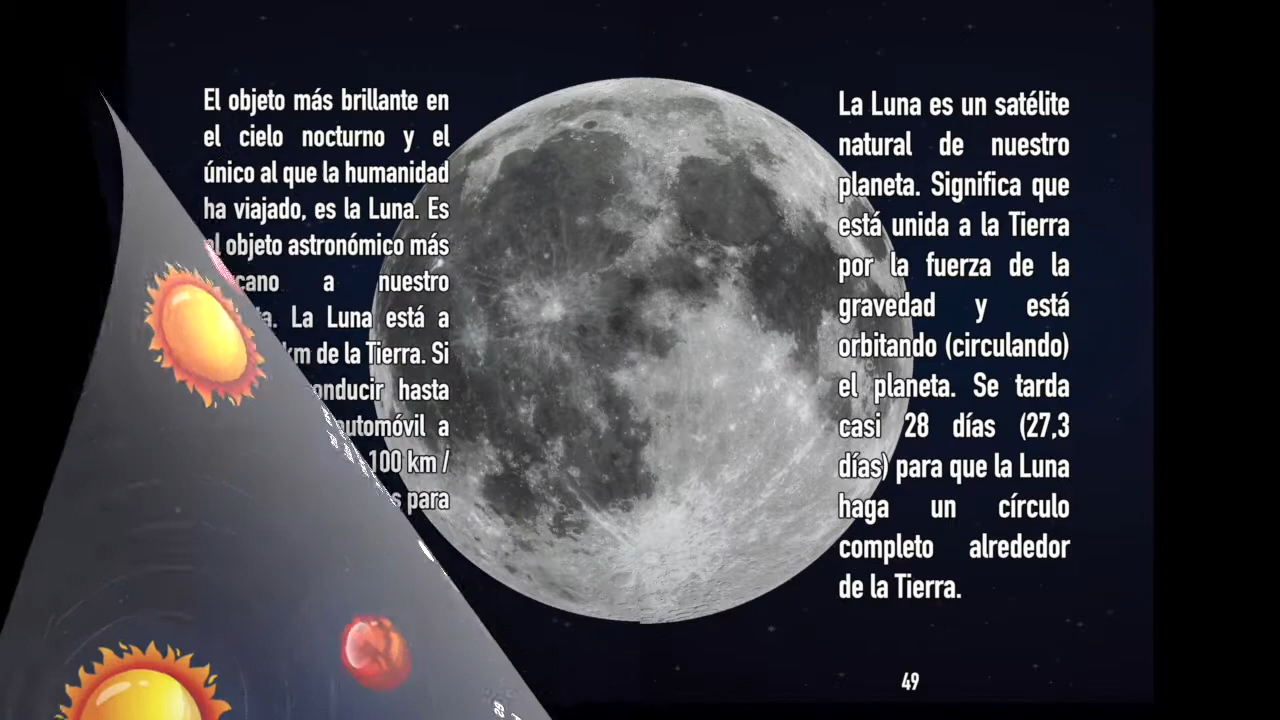 El objeto más brillante en
el cielo nocturno y el
único al que la humanidad
ha viajado, es la Luna. Es
el objeto astronómico más
a nuestro
La Luna está a
km de la Tierra. Si
hasta
automóvil a
100 km /
para
La Luna es un satélite
natural de nuestro
planeta. Significa que
está unida a la Tierra
por la fuerza de la
gravedad y está
orbitando (circulando)
el planeta. Se tarda
casi 28 días (27,3
días) para que la Luna
haga un círculo
completo alrededor
de la Tierra.
49